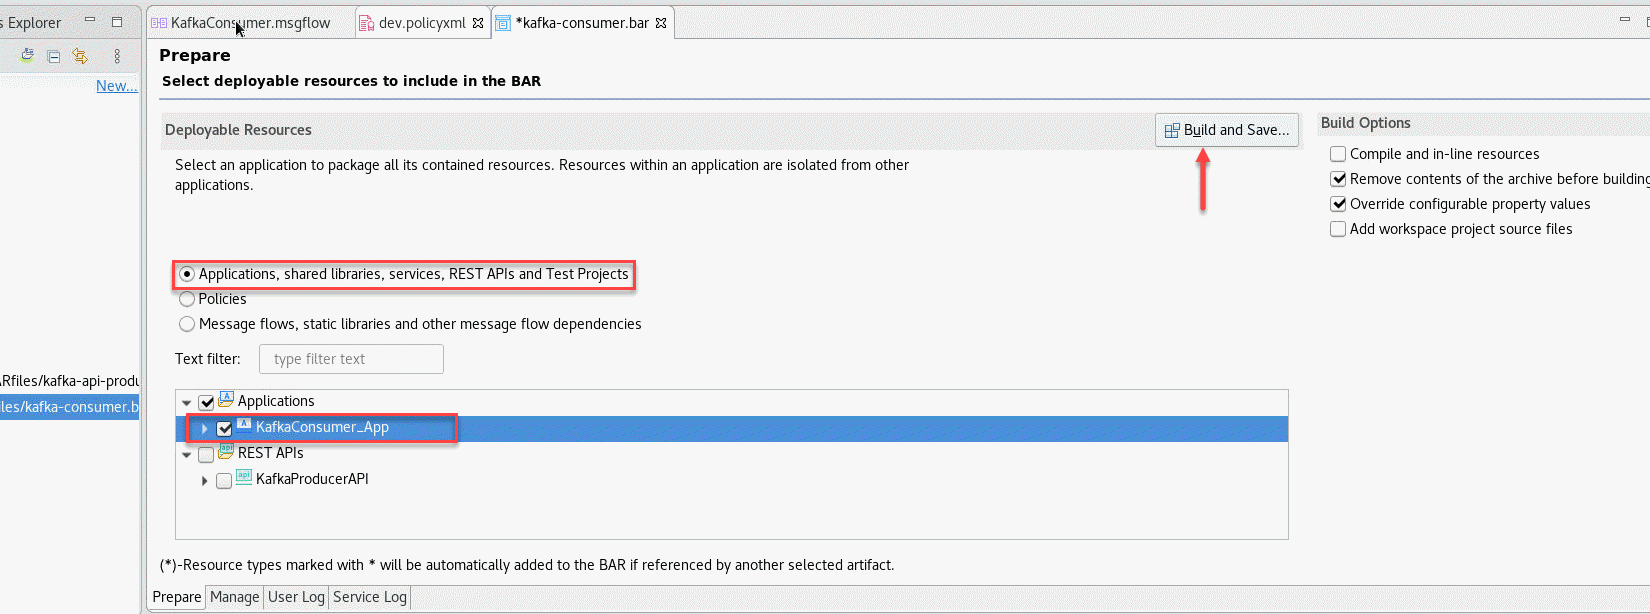 s Explorer
KafkaConsumer.msgflow
dev.policyxml
*kafka-consumer.bar
New...
Prepare
Select deployable resources to include in the BAR
Deployable Resources
Build and Save...
Build Options
Select an application to package all its contained resources. Resources within an application are isolated from other
applications.
Compile and in-line resources
Remove contents of the archive before building
Override configurable property values
Add workspace project source files
Applications, shared libraries, services, REST APIs and Test Projects
Policies
Message flows, static libraries and other message flow dependencies
Text filter:
type filter text
ARfiles/kafka-api-produ
iles/kafka-consumer.b
Applications
KafkaConsumer_App
REST APIs
KafkaProducerAPI
(*)-Resource types marked with * will be automatically added to the BAR if referenced by another selected artifact.
Prepare
Manage
User Log
Service Log